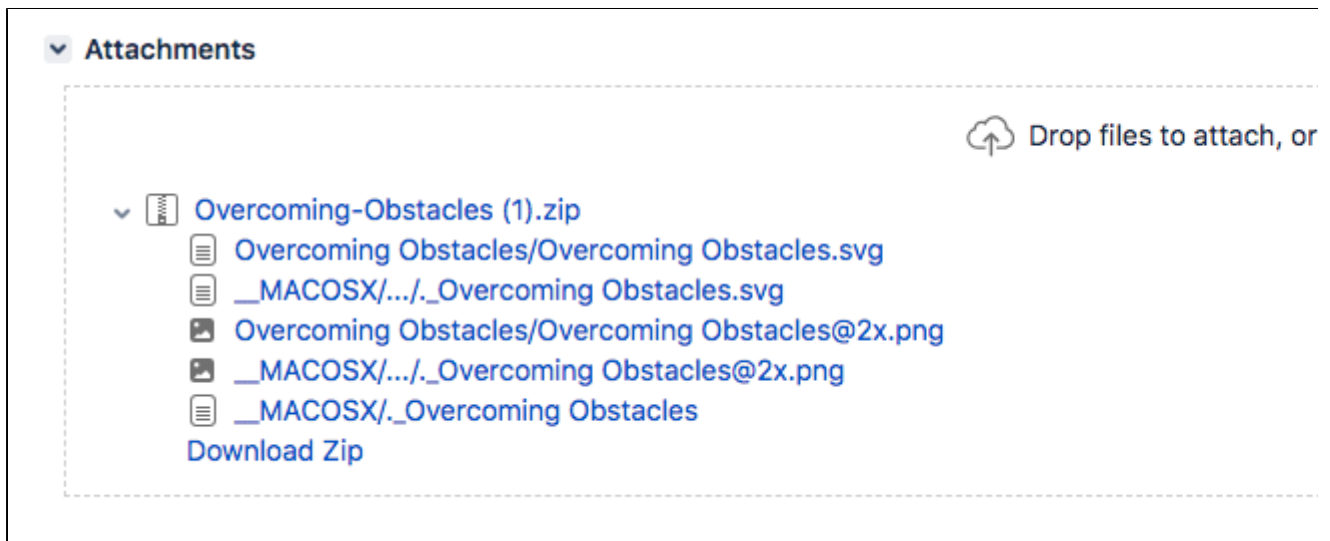 Attachments
Drop files to attach, or
Overcoming-Obstacles (1).zip
Overcoming Obstacles/Overcoming Obstacles.svg
__MACOSX/.../._Overcoming Obstacles.svg
Overcoming Obstacles/Overcoming Obstacles@2x.png
__MACOSX/.../._Overcoming Obstacles@2x.png
__MACOSX/._Overcoming Obstacles
Download Zip